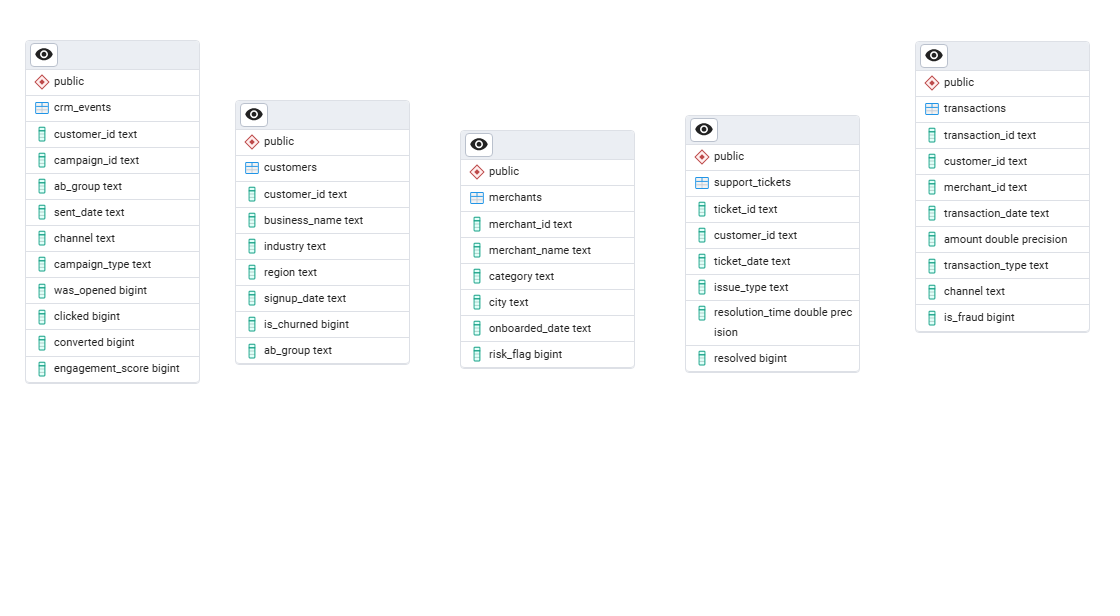 public
crm_events
customer_id text
campaign_id text
ab_group text
sent_date text
channel text
campaign_type text
was_opened bigint
clicked bigint
converted bigint
engagement_score bigint
public
customers
customer_id text
business_name text
industry text
region text
signup_date text
is_churned bigint
ab_group text
public
merchants
merchant_id text
merchant_name text
category text
city text
onboarded_date text
risk_flag bigint
public
support_tickets
ticket_id text
customer_id text
ticket_date text
issue_type text
resolution_time double prec
ision
resolved bigint
public
transactions
transaction_id text
customer_id text
merchant_id text
transaction_date text
amount double precision
transaction_type text
channel text
is_fraud bigint